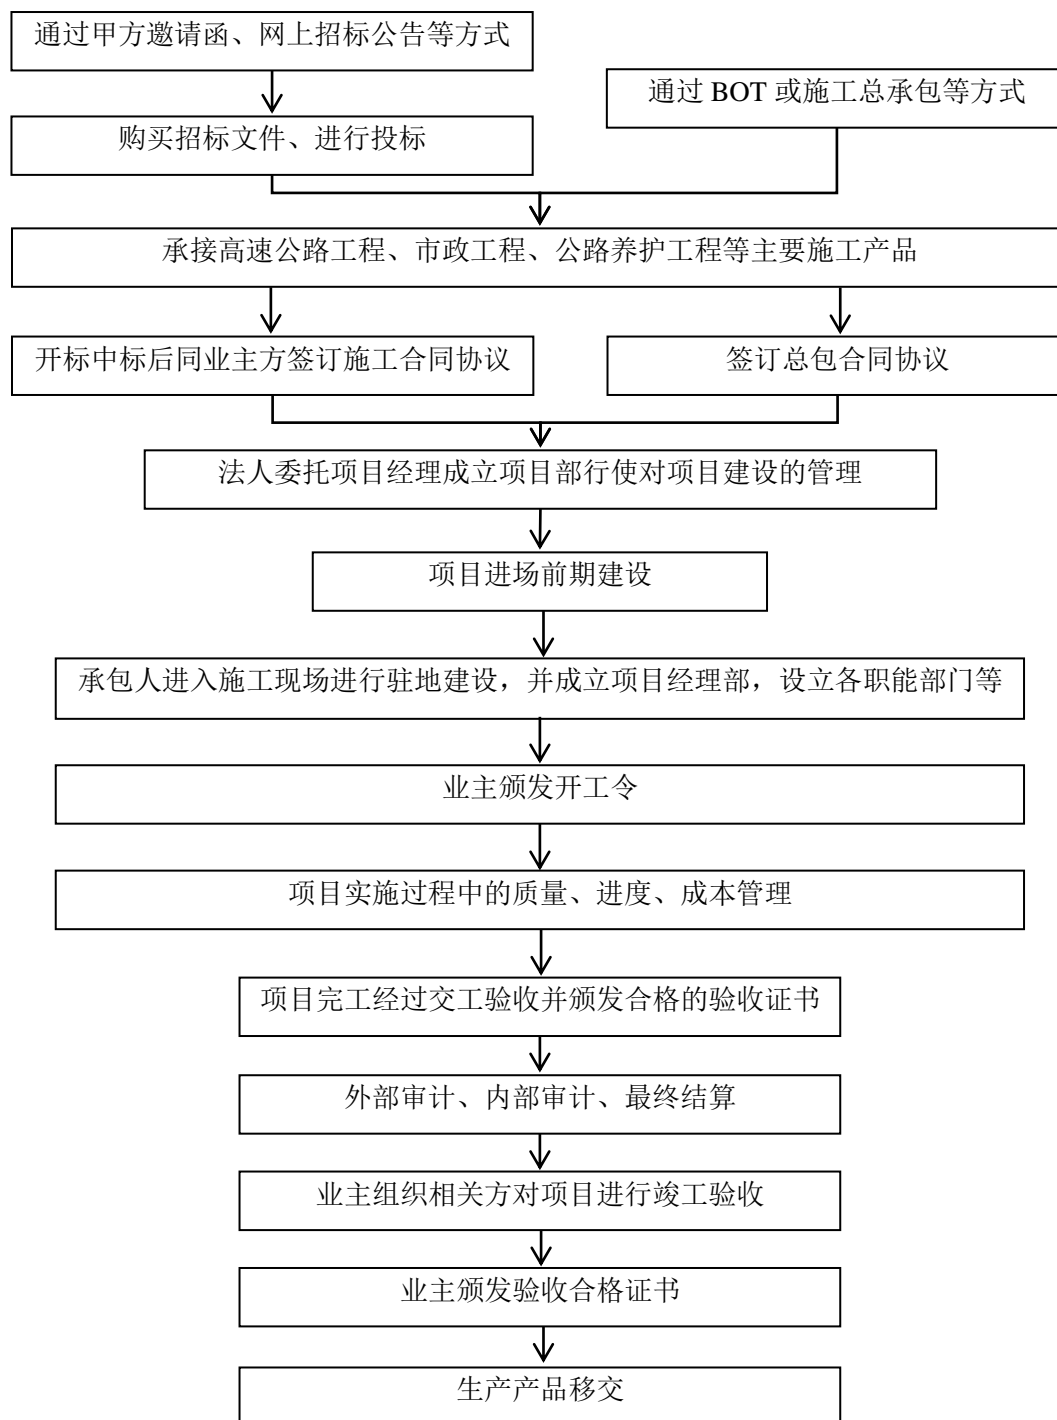 通过甲方邀请函、网上招标公告等方式
通过 BOT 或施工总承包等方式
购买招标文件、进行投标
承接高速公路工程、市政工程、公路养护工程等主要施工产品
开标中标后同业主方签订施工合同协议
签订总包合同协议
法人委托项目经理成立项目部行使对项目建设的管理
项目进场前期建设
承包人进入施工现场进行驻地建设，并成立项目经理部，设立各职能部门等
业主颁发开工令
项目实施过程中的质量、进度、成本管理
项目完工经过交工验收并颁发合格的验收证书
外部审计、内部审计、最终结算
业主组织相关方对项目进行竣工验收
业主颁发验收合格证书
生产产品移交